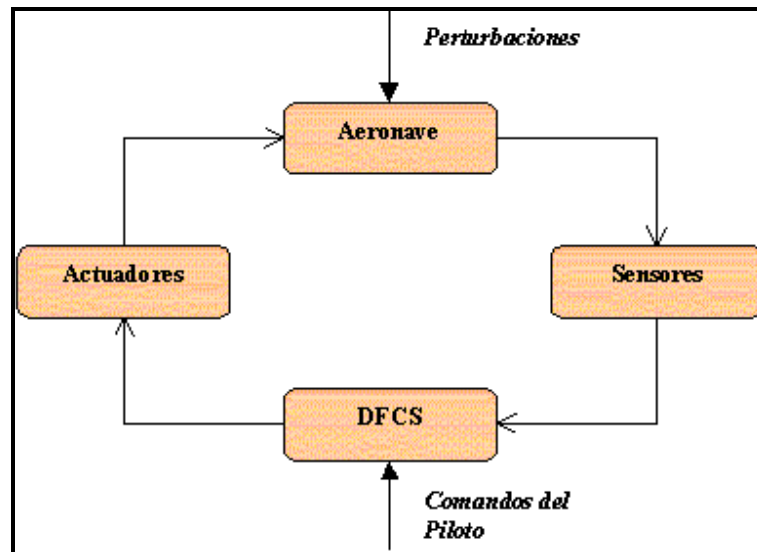 Perturbaciones
Aeronave
Actuadores
Sensores
DFCS
Comandos del
Piloto